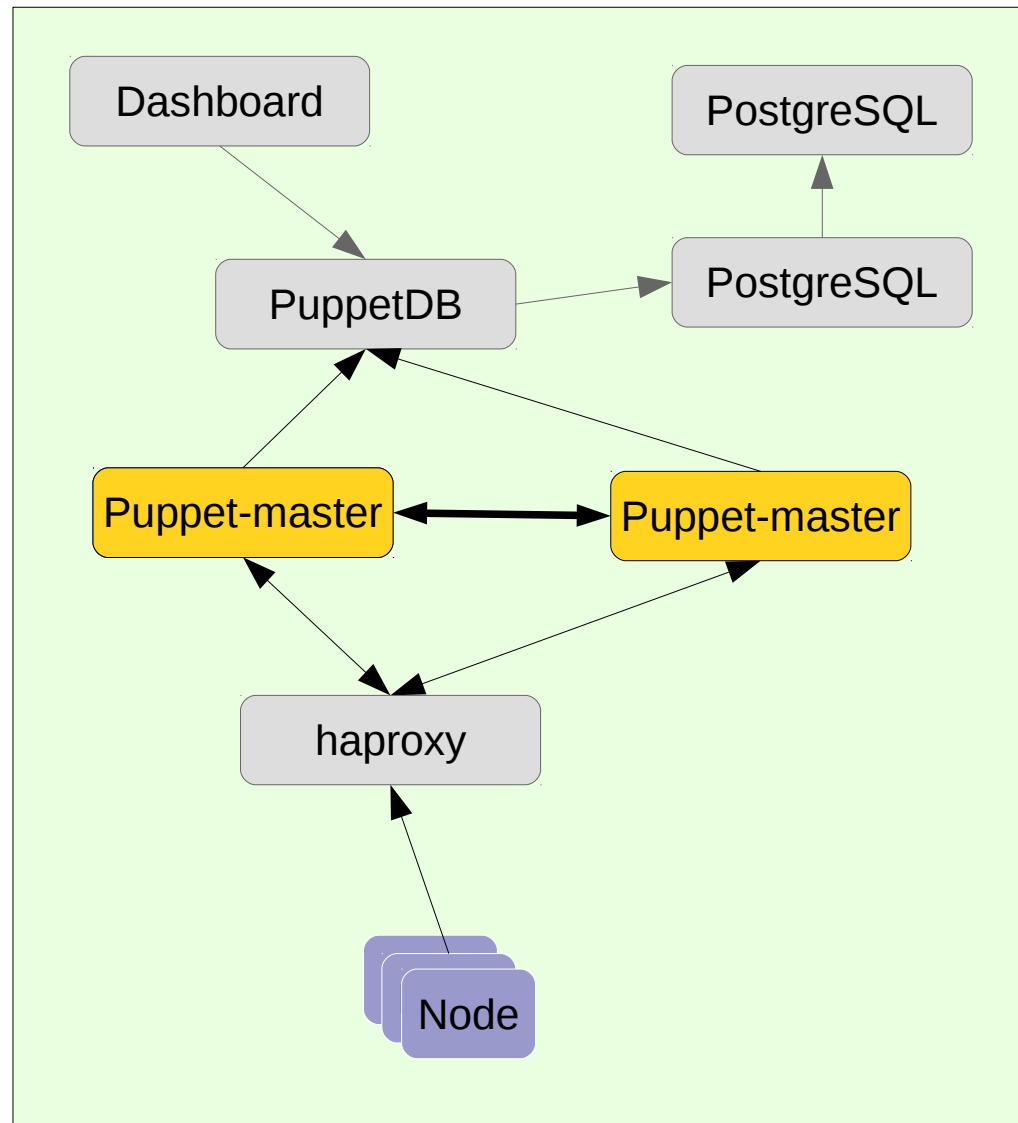 Dashboard
PostgreSQL
PostgreSQL
PuppetDB
Puppet-master
Puppet-master
haproxy
Node